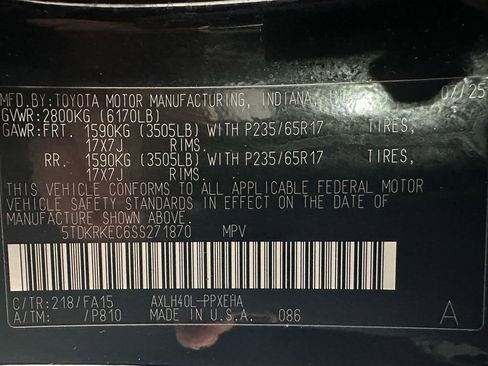 MFD.BY:TOYOTA MOTOR MANUFACTURING, INDIANA, 07/25
GVWR:2800KG (6170LB)
GAWR:FRT. 1590KG (3505LB) WITH P235/65R17 TIRES,
17X7J RIMS.
RR. 1590KG (3505LB) WITH P235/65R17 TIRES,
17X7J RIMS.
THIS VEHICLE CONFORMS TO ALL APPLICABLE FEDERAL MOTOR
VEHICLE SAFETY STANDARDS IN EFFECT ON THE DATE OF
MANUFACTURE SHOWN ABOVE.
5TDKRKEC6SS271870 MPV
C/TR:218/FA15 AXLH40L-PPXEHA
A/TM: /P810 MADE IN U.S.A. 086 A